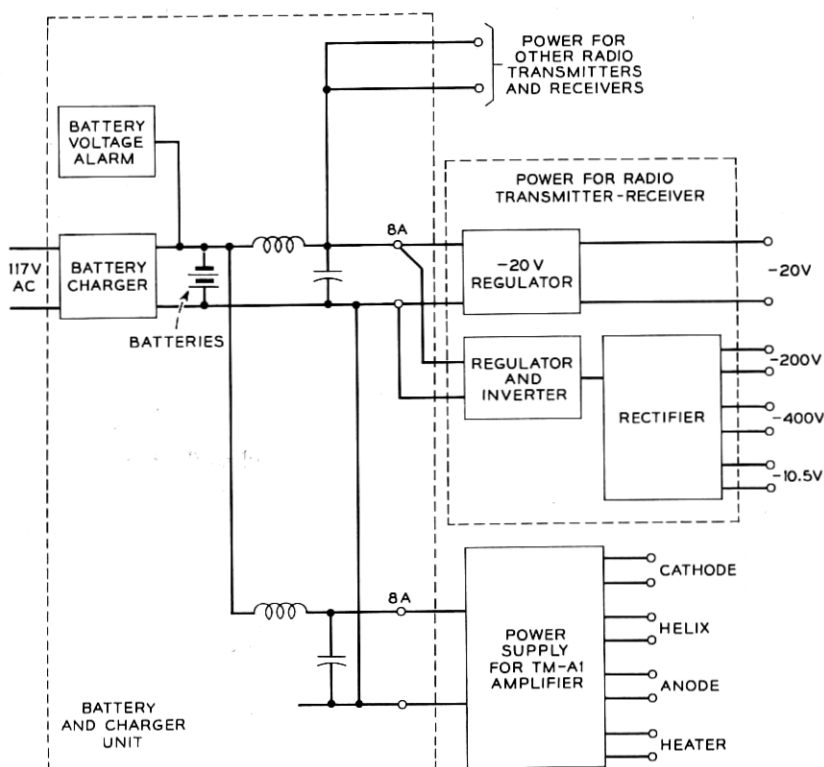 POWER FOR
OTHER RADIO
TRANSMITTERS
AND RECEIVERS
BATTERY
VOLTAGE
ALARM
POWER FOR RADIO
TRANSMITTER-RECEIVER
8A
117V
AC
BATTERY
CHARGER
-20V
REGULATOR
-20V
BATTERIES
REGULATOR
AND
INVERTER
RECTIFIER
-200V
-400V
-10.5V
8A
POWER
SUPPLY
FOR TM-A1
AMPLIFIER
CATHODE
HELIX
ANODE
HEATER
BATTERY
AND CHARGER
UNIT